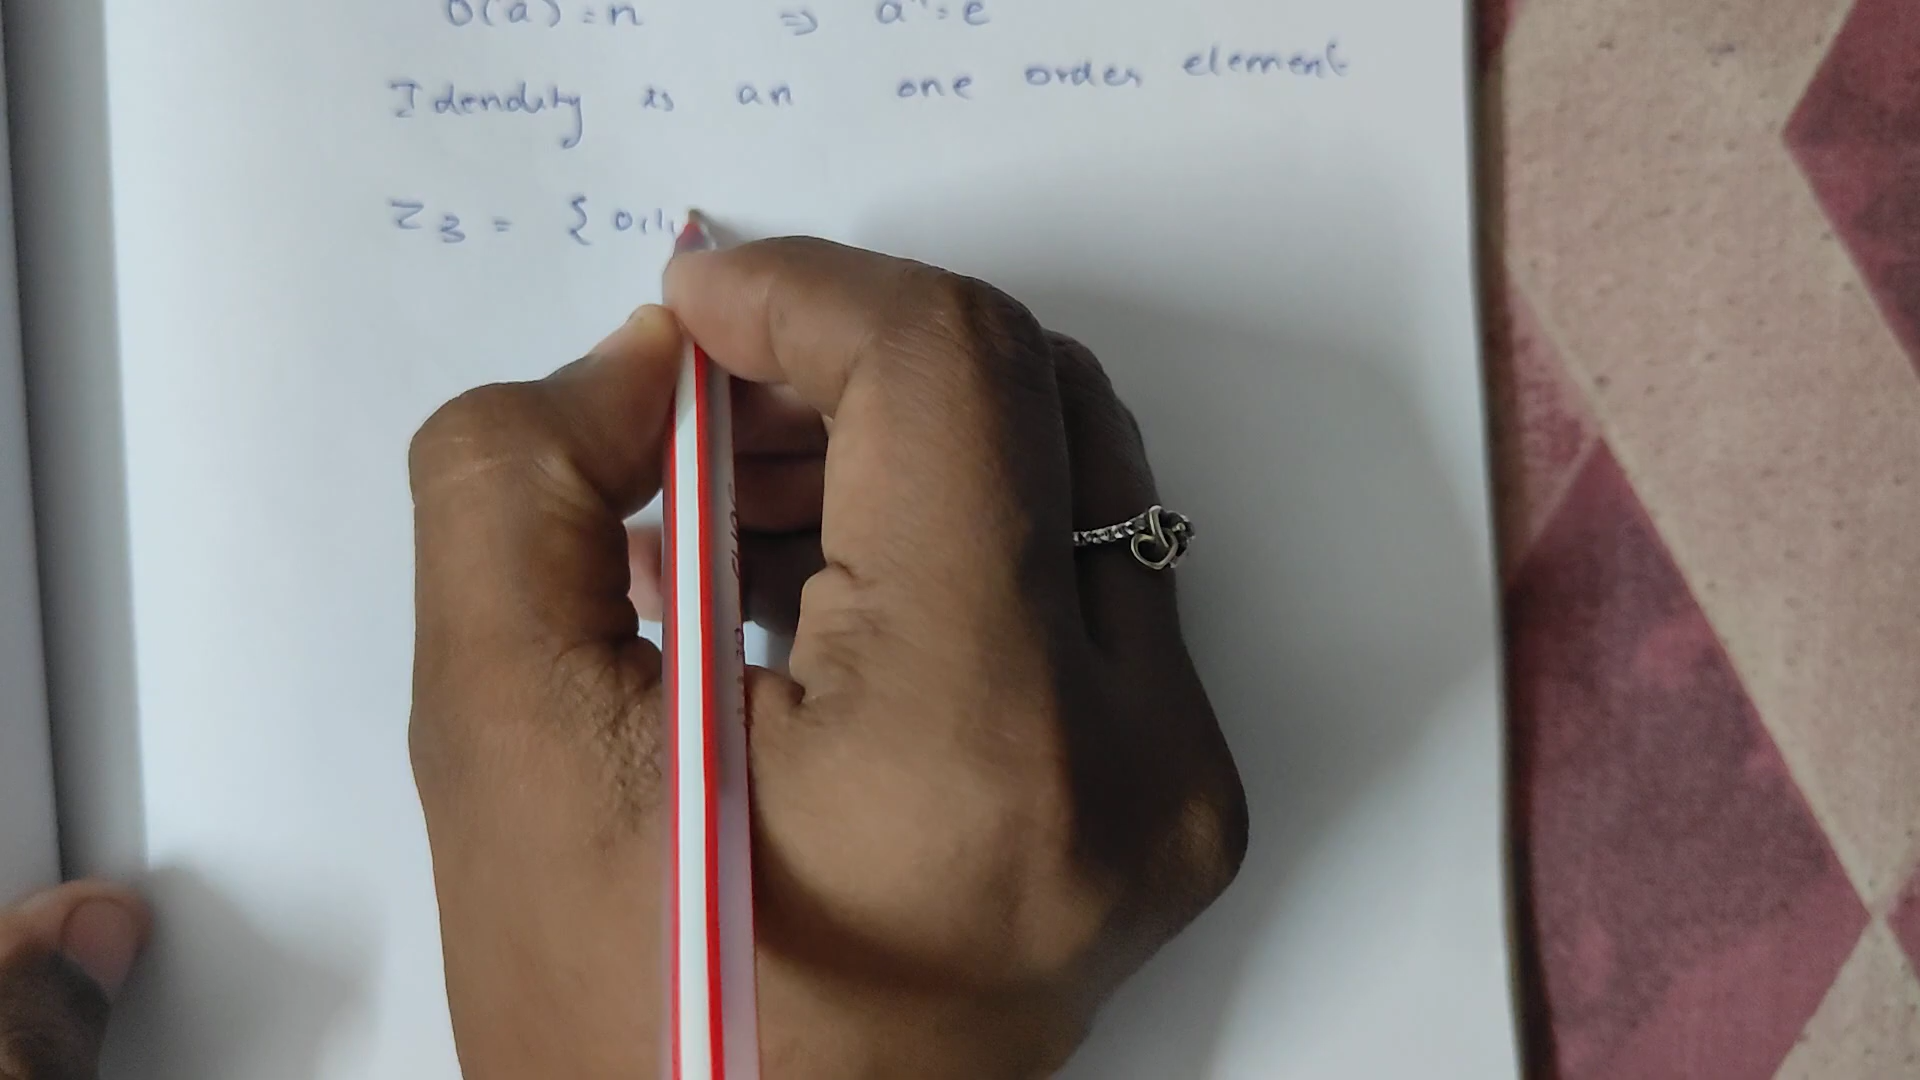 O(a) = n ⇒ aⁿ = e
Idendity is an one order element
Z3 = { 0,1,